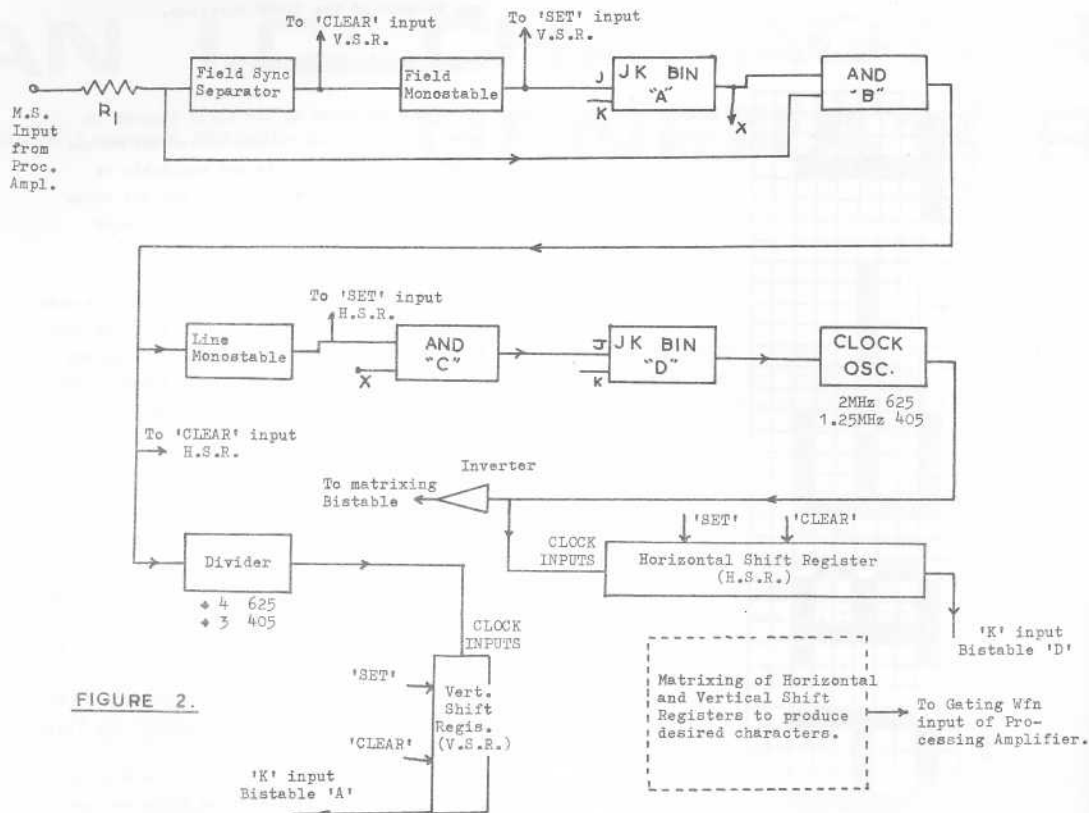 To 'CLEAR' input
V.S.R.
To 'SET' input
V.S.R.
M.S.
Input
from
Proc.
Ampl.
R1
Field Sync
Separator
Field
Monostable
J
K
JK BIN
"A"
X
AND
"B"
Line
Monostable
To 'SET' input
H.S.R.
AND
"C"
X
J
K
JK BIN
"D"
CLOCK
OSC.
2MHz 625
1.25MHz 405
To 'CLEAR' input
H.S.R.
To matrixing
Bistable
Inverter
CLOCK
INPUTS
'SET'
'CLEAR'
Horizontal Shift Register
(H.S.R.)
'K' input
Bistable 'D'
Divider
÷ 4 625
÷ 3 405
CLOCK
INPUTS
'SET'
'CLEAR'
Vert.
Shift
Regis.
(V.S.R.)
'K' input
Bistable 'A'
Matrixing of Horizontal
and Vertical Shift
Registers to produce
desired characters.
To Gating Wfn
input of Pro-
cessing Amplifier.
FIGURE 2.